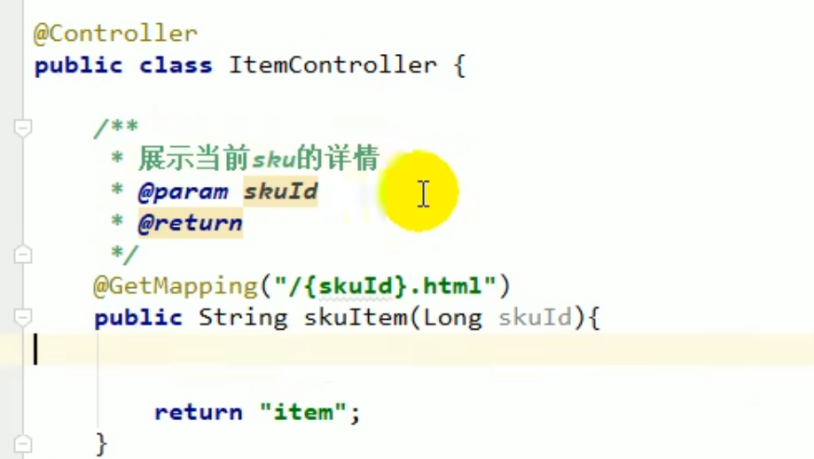 @Controller
public class ItemController {
/**
* 展示当前sku的详情
* @param skuId
* @return
*/
@GetMapping("/{skuId}.html")
public String skuItem(Long skuId){
return "item";
}